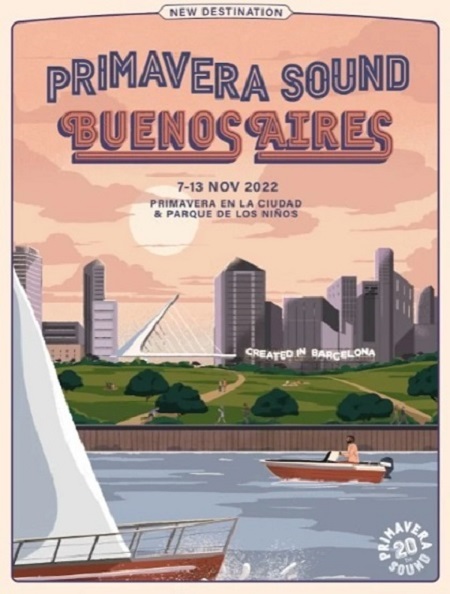 NEW DESTINATION
PRIMAVERA SOUND
BUENOS AIRES
7-13 NOV 2022
PRIMAVERA EN LA CIUDAD
& PARQUE DE LOS NIÑOS
CREATED IN BARCELONA
PRIMAVERA
20
SOUND